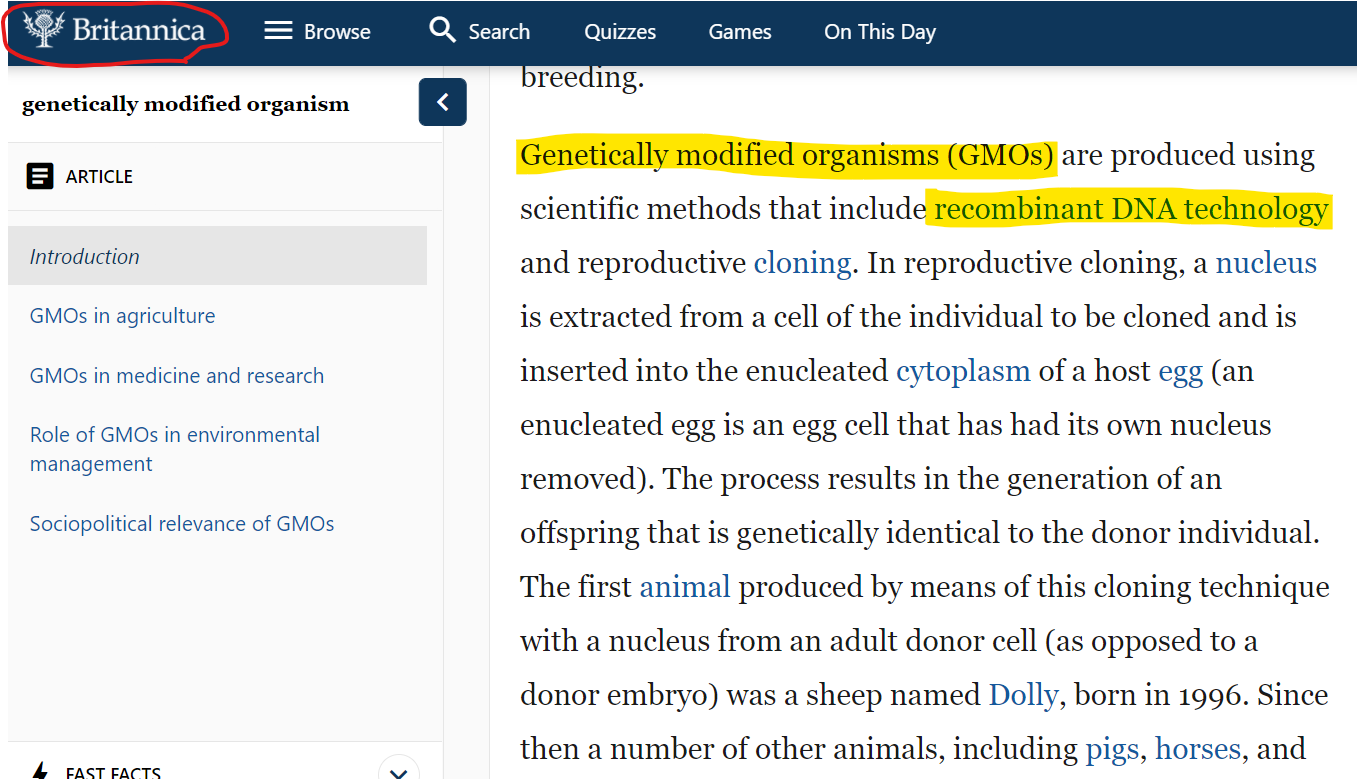 Britannica
Browse
Search
Quizzes
Games
On This Day
genetically modified organism
ARTICLE
Introduction
GMOs in agriculture
GMOs in medicine and research
Role of GMOs in environmental
management
Sociopolitical relevance of GMOs
FAST FACTS
breeding.
Genetically modified organisms (GMOs) are produced using
scientific methods that include recombinant DNA technology
and reproductive cloning. In reproductive cloning, a nucleus
is extracted from a cell of the individual to be cloned and is
inserted into the enucleated cytoplasm of a host egg (an
enucleated egg is an egg cell that has had its own nucleus
removed). The process results in the generation of an
offspring that is genetically identical to the donor individual.
The first animal produced by means of this cloning technique
with a nucleus from an adult donor cell (as opposed to a
donor embryo) was a sheep named Dolly, born in 1996. Since
then a number of other animals, including pigs, horses, and